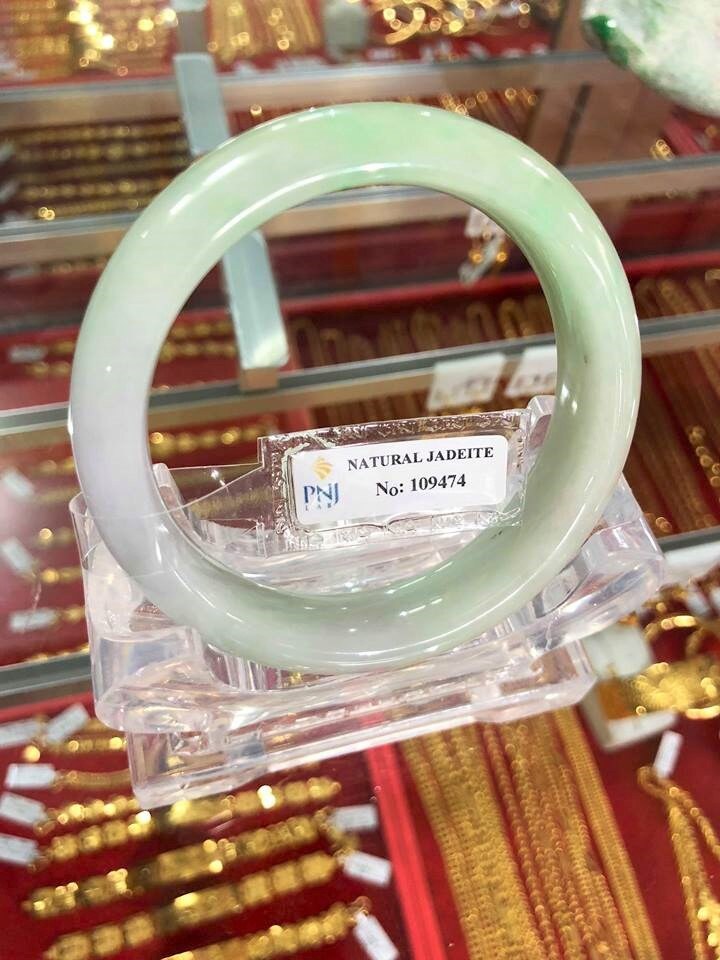 NATURAL JADEITE
PNJ
LAB
No: 109474